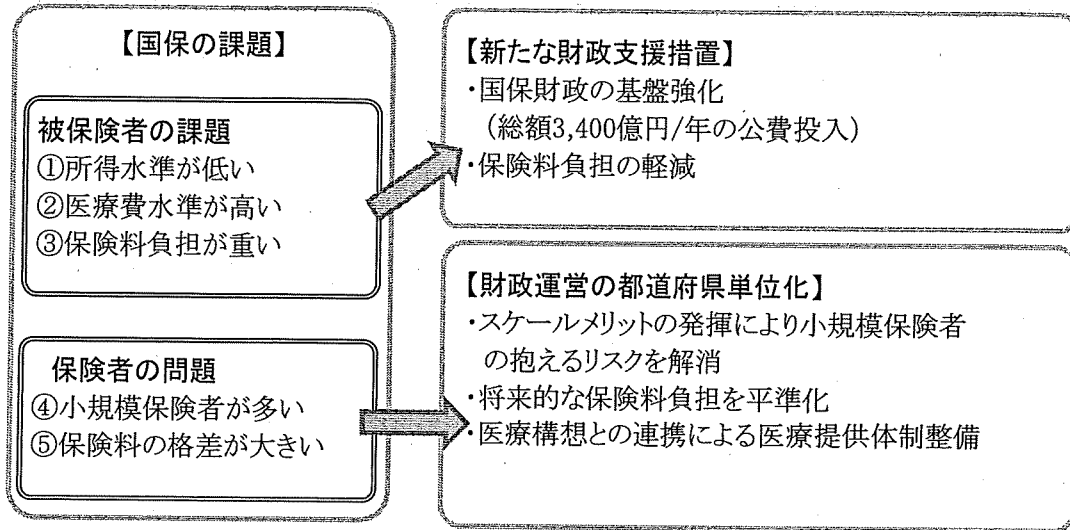 【国保の課題】
被保険者の課題
①所得水準が低い
②医療費水準が高い
③保険料負担が重い
保険者の問題
④小規模保険者が多い
⑤保険料の格差が大きい
【新たな財政支援措置】
・国保財政の基盤強化
（総額3,400億円/年の公費投入）
・保険料負担の軽減
【財政運営の都道府県単位化】
・スケールメリットの発揮により小規模保険者
の抱えるリスクを解消
・将来的な保険料負担を平準化
・医療構想との連携による医療提供体制整備